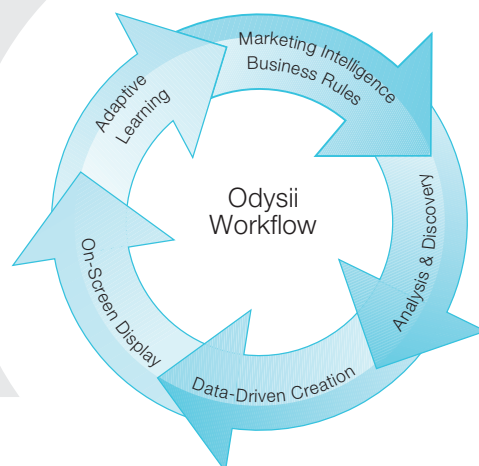 Odysii
Workflow
Marketing Intelligence
Business Rules
Analysis & Discovery
Data-Driven Creation
On-Screen Display
Adaptive
Learning